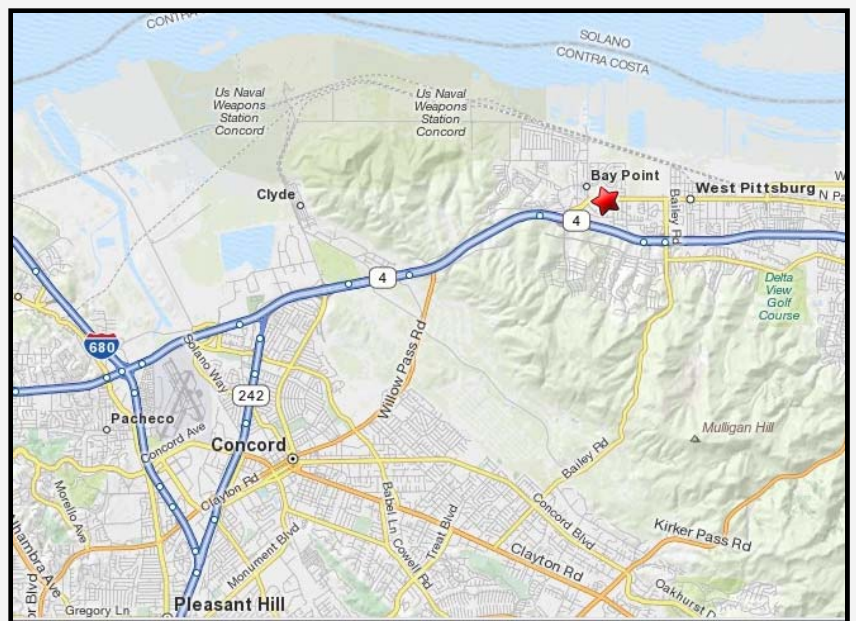 CONTRA
SOLANO
CONTRA COSTA
Us Naval
Weapons
Station
Concord
Us Naval
Weapons
Station
Concord
Bay Point
Clyde
West Pittsburg
W
N Pa
Bailey Rd
4
4
Delta
View
Golf
Course
680
Solano Way
242
Willow Pass Rd
Pacheco
Concord Ave
Concord
Mulligan Hill
Bailey Rd
Clayton Rd
Morello Ave
lhambra Ave
or Blvd
Monument Blvd
Babel Ln
Cowell Rd
Treat Blvd
Concord Blvd
Clayton Rd
Kirker Pass Rd
Oakhurst D
Gregory Ln
Pleasant Hill